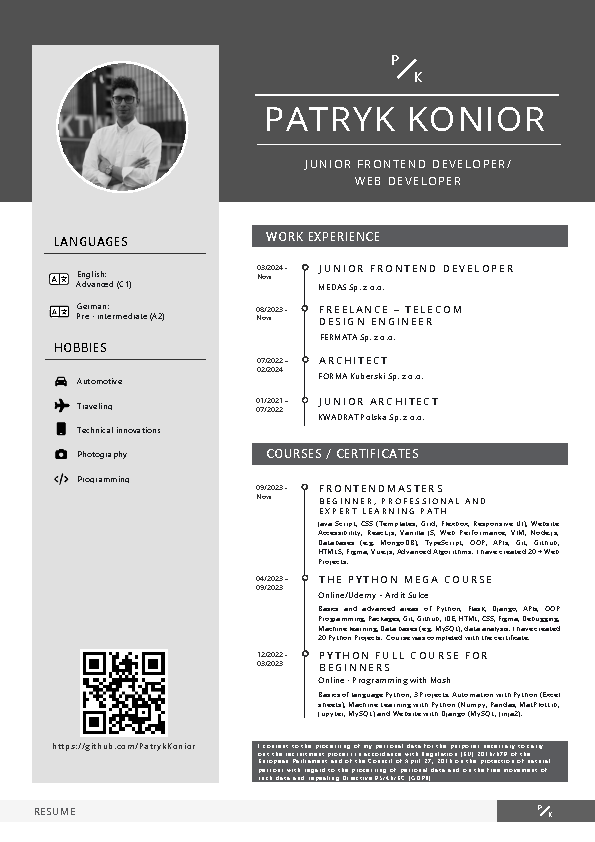 P
K
PATRYK KONIOR
JUNIOR FRONTEND DEVELOPER/
WEB DEVELOPER
LANGUAGES
English:
Advanced (C1)
German:
Pre - intermediate (A2)
HOBBIES
Automotive
Traveling
Technical innovations
Photography
Programming
https://github.com/PatrykKonior
WORK EXPERIENCE
03/2024 -
Now
JUNIOR FRONTEND DEVELOPER
MEDAS Sp. z o.o.
08/2023 -
Now
FREELANCE – TELECOM
DESIGN ENGINEER
FERMATA Sp. z o.o.
07/2022 -
02/2024
ARCHITECT
FORMA Kuberski Sp. z o.o.
01/2021 -
07/2022
JUNIOR ARCHITECT
KWADRAT Polska Sp. z o.o.
COURSES / CERTIFICATES
09/2023 -
Now
FRONTENDMASTERS
BEGINNER, PROFESSIONAL AND
EXPERT LEARNING PATH
Java Script, CSS (Templates, Grid, Flexbox, Responsive UI), Website
Accessibility, React.js, Vanilla JS, Web Performance, VIM, Node.js,
Databases (e.g. MongoDB), TypeScript, OOP, APIs, Git, Github,
HTML5, Figma, Vue.js, Advanced Algorithms. I have created 20 + Web
Projects.
04/2023 -
09/2023
THE PYTHON MEGA COURSE
Online/Udemy - Ardit Sulce
Basics and advanced areas of Python, Flask, Django, APIs, OOP
Programming, Packages, Git, Github, IDE, HTML, CSS, Figma, Debugging,
Machine learning, Databases (e.g. MySQL), data analysis. I have created
20 Python Projects. Course was completed with the certificate.
12/2022 -
03/2023
PYTHON FULL COURSE FOR
BEGINNERS
Online - Programming with Mosh
Basics of language Python, 3 Projects: Automation with Python (Excel
sheets), Machine Learning with Python (Numpy, Pandas, MatPlotLib,
Jupyter, MySQL) and Website with Django (MySQL, Jinja2).
I consent to the processing of my personal data for the purposes necessary to carry
out the recruitment process in accordance with Regulation (EU) 2016/679 of the
European Parliament and of the Council of April 27, 2016 on the protection of natural
persons with regard to the processing of personal data and on the free movement of
such data and repealing Directive 95/46/EC (GDPR)
RESUME
P
K